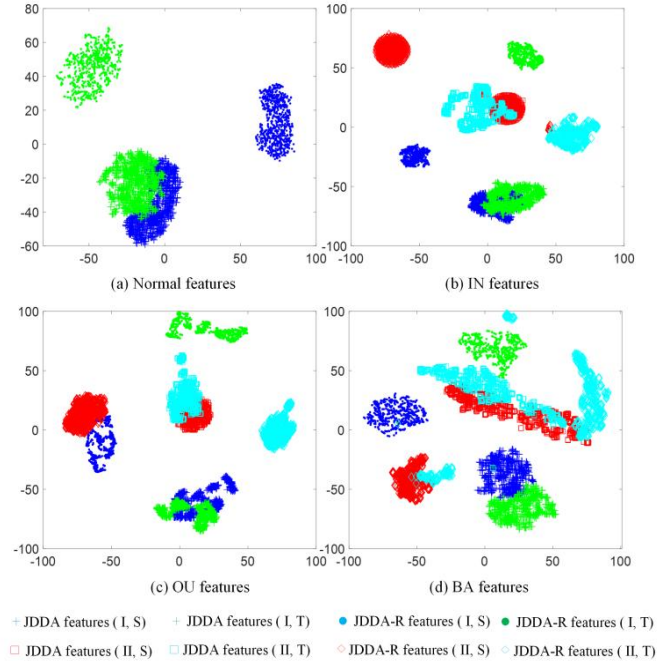 80
60
40
20
0
-20
-40
-60
-50 0 50 100
(a) Normal features
100
50
0
-50
-100
-100 -50 0 50 100
(b) IN features
100
50
0
-50
-100
-100 -50 0 50 100
(c) OU features
100
50
0
-50
-100
-100 -50 0 50 100
(d) BA features
JDDA features ( I, S) JDDA features ( I, T) JDDA-R features ( I, S) JDDA-R features ( I, T)
JDDA features ( II, S) JDDA features ( II, T) JDDA-R features ( II, S) JDDA-R features ( II, T)